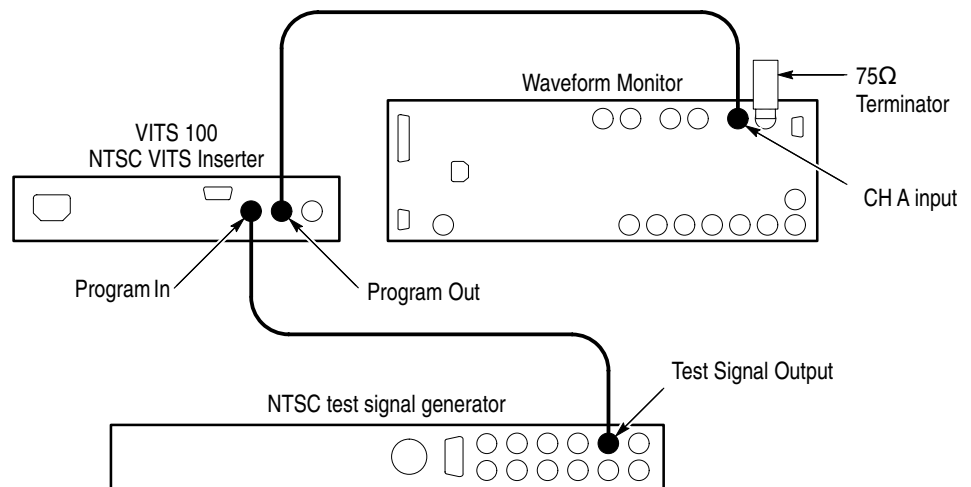 75Ω
Terminator
Waveform Monitor
VITS 100
NTSC VITS Inserter
CH A input
Program In
Program Out
Test Signal Output
NTSC test signal generator